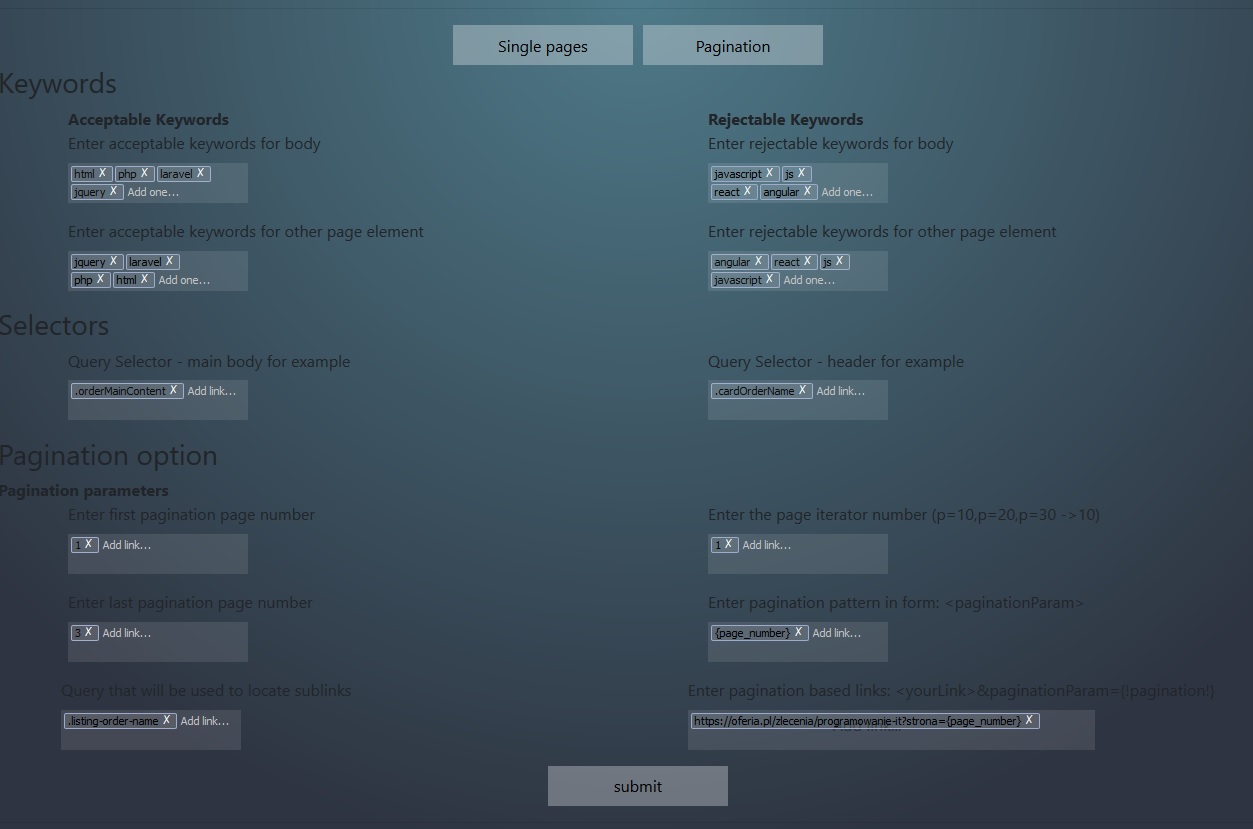 Single pages Pagination
Keywords
Acceptable Keywords Rejectable Keywords
Enter acceptable keywords for body Enter rejectable keywords for body
html X php X laravel X javascript X js X
jquery X Add one... react X angular X Add one...
Enter acceptable keywords for other page element Enter rejectable keywords for other page element
jquery X laravel X angular X react X js X
php X html X Add one... javascript X Add one...
Selectors
Query Selector - main body for example Query Selector - header for example
.orderMainContent X Add link... .cardOrderName X Add link...
Pagination option
Pagination parameters
Enter first pagination page number Enter the page iterator number (p=10,p=20,p=30 ->10)
1 X Add link... 1 X Add link...
Enter last pagination page number Enter pagination pattern in form: <paginationParam>
3 X Add link... {page_number} X Add link...
Query that will be used to locate sublinks Enter pagination based links: <yourLink>&paginationParam={!pagination!}
.listing-order-name X Add link... https://oferia.pl/zlecenia/programowanie-it?strona={page_number} X
Add link...
submit